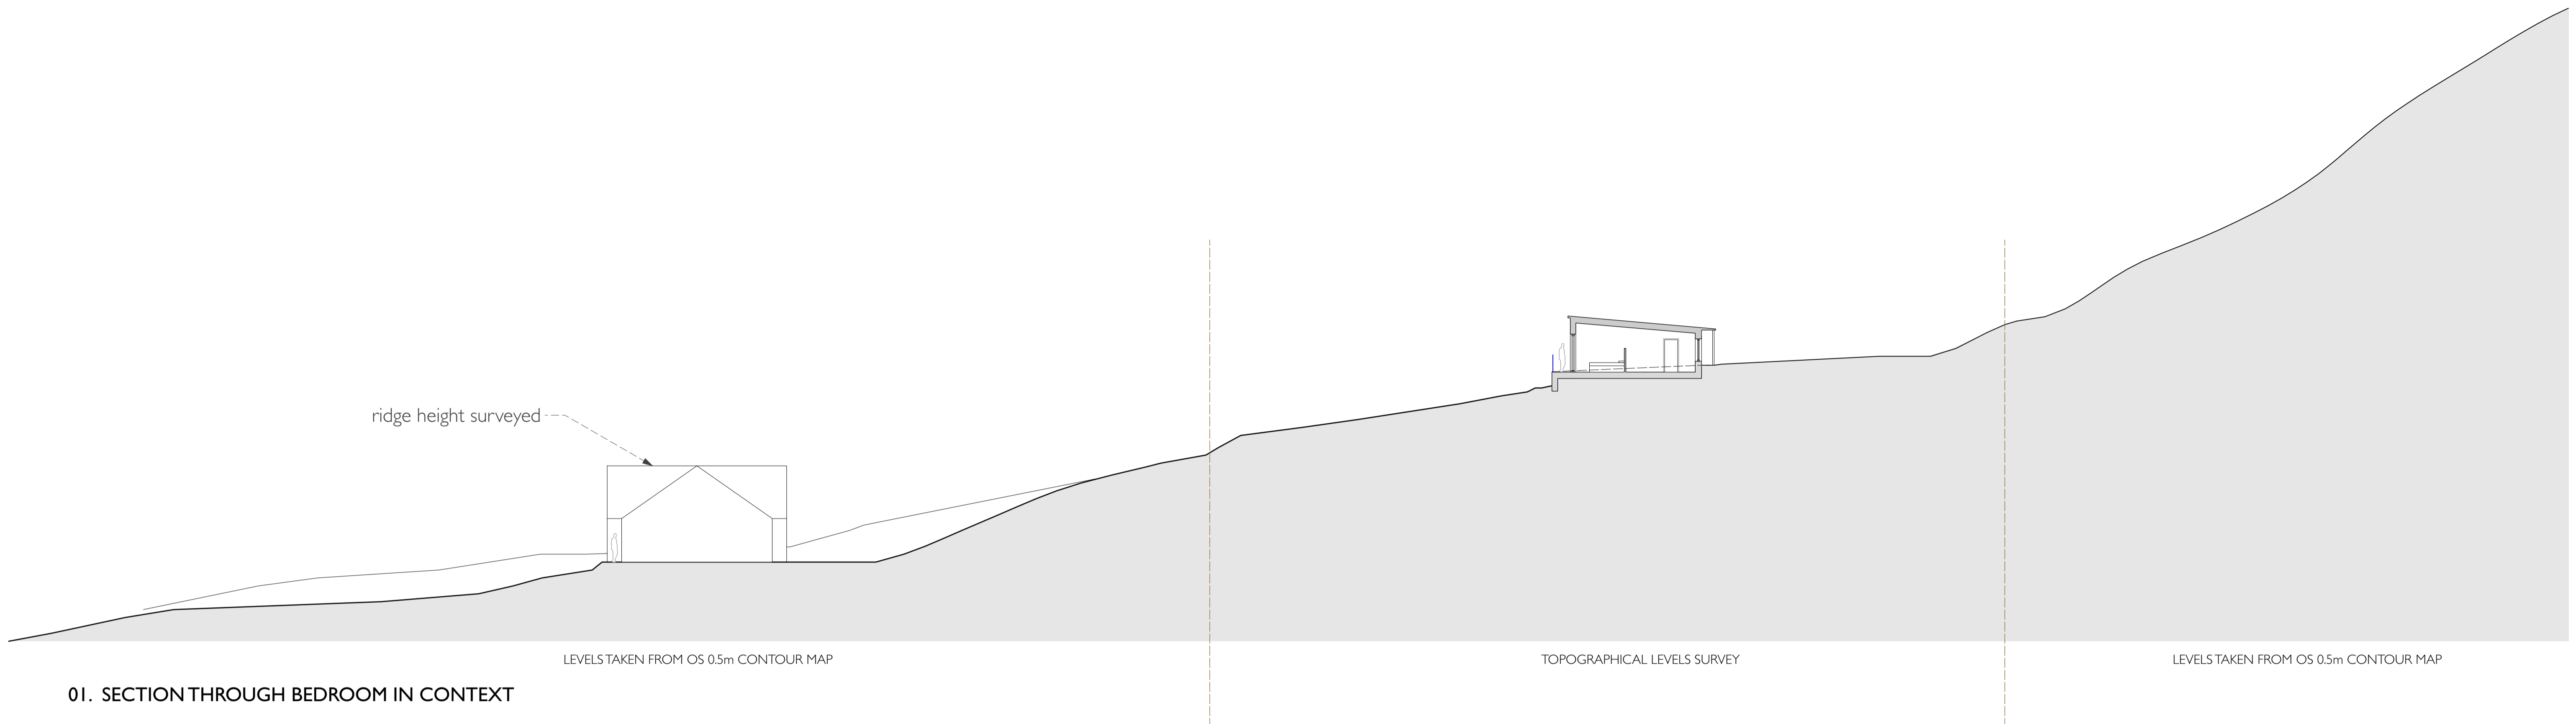 ridge height surveyed
LEVELS TAKEN FROM OS 0.5m CONTOUR MAP
TOPOGRAPHICAL LEVELS SURVEY
LEVELS TAKEN FROM OS 0.5m CONTOUR MAP
01. SECTION THROUGH BEDROOM IN CONTEXT